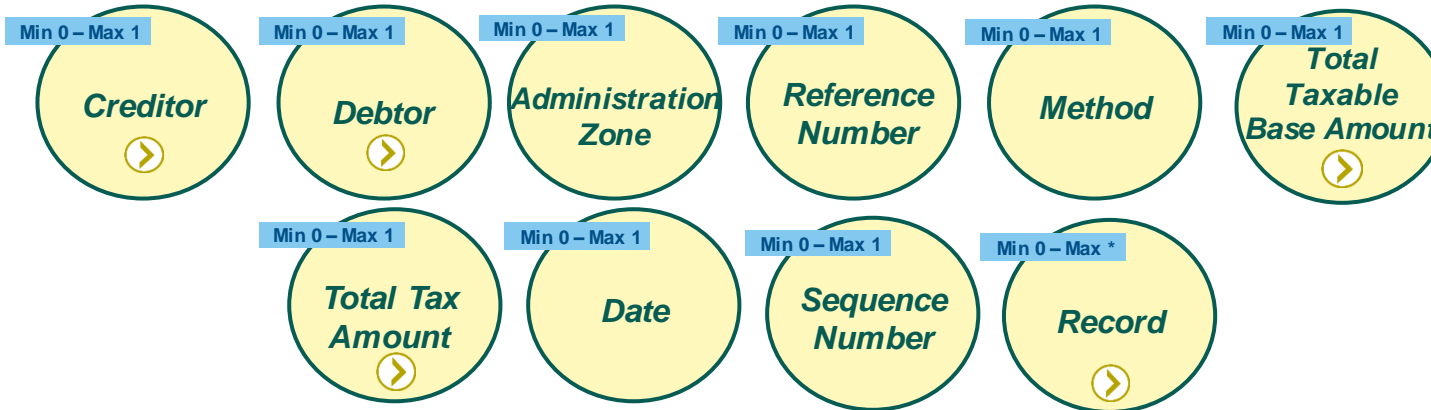 Min 0 – Max 1
Creditor
Min 0 – Max 1
Debtor
Min 0 – Max 1
Administration
Zone
Min 0 – Max 1
Reference
Number
Min 0 – Max 1
Method
Min 0 – Max 1
Total
Taxable
Base Amount
Min 0 – Max 1
Total Tax
Amount
Min 0 – Max 1
Date
Min 0 – Max 1
Sequence
Number
Min 0 – Max *
Record